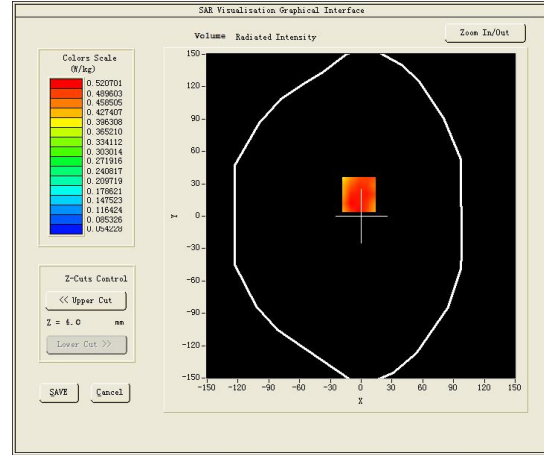 SAR Visualisation Graphical Interface
Volume Radiated Intensity
Zoom In/Out
Colors Scale
(W/kg)
0.520701
0.489603
0.458505
0.427407
0.396308
0.365210
0.334112
0.303014
0.271916
0.240817
0.209719
0.178621
0.147523
0.116424
0.085326
0.054228
Z-Cuts Control
<< Upper Cut
Z = 4.0 mm
Lower Cut >>
SAVE
Cancel
150
120
90
60
30
0
-30
-60
-90
-120
-150
Y
-150 -120 -90 -60 -30 0 30 60 90 120 150
X